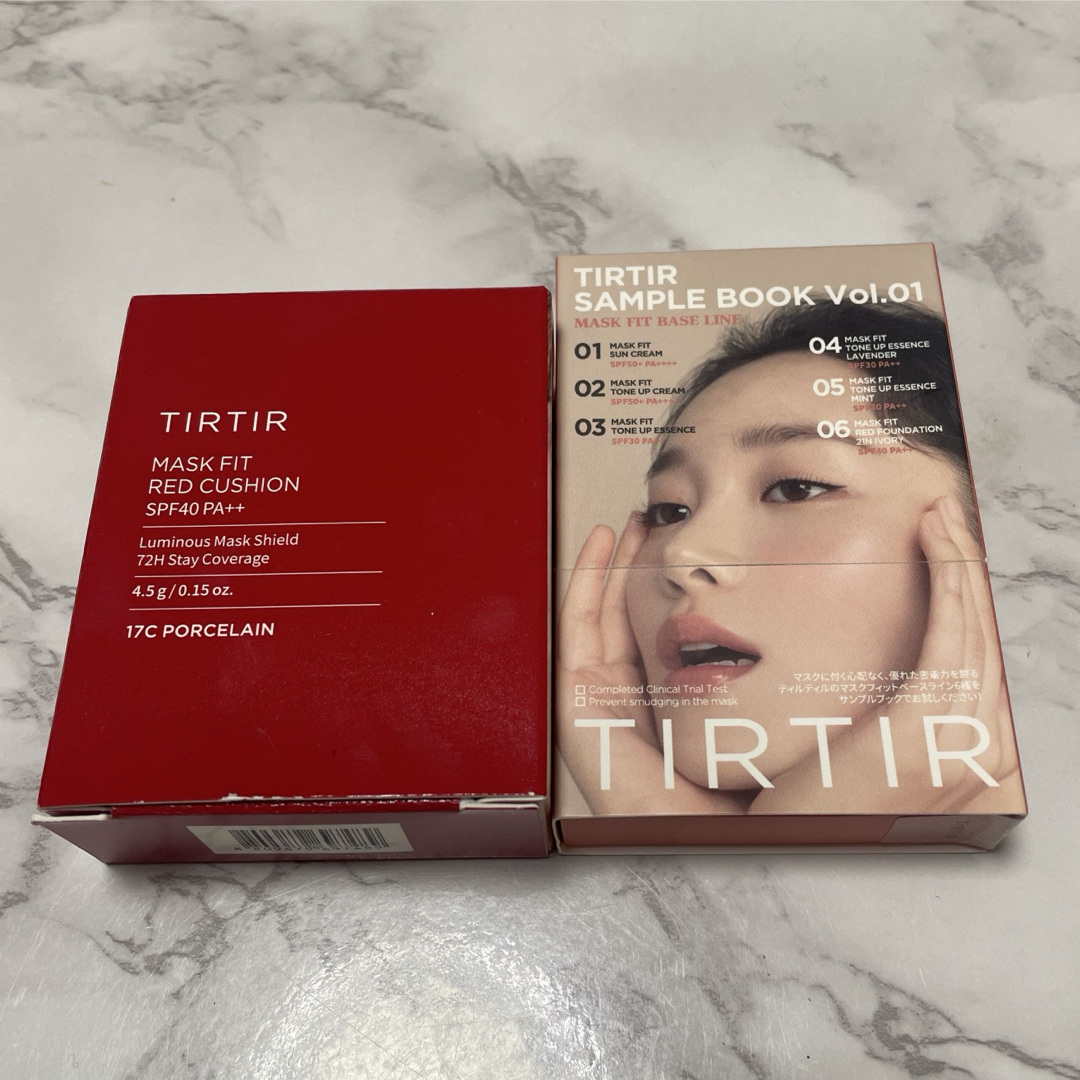 TIRTIR
MASK FIT
RED CUSHION
SPF40 PA++
Luminous Mask Shield
72H Stay Coverage
4.5 g / 0.15 oz.
17C PORCELAIN
TIRTIR
SAMPLE BOOK Vol.01
MASK FIT BASE LINE
01 MASK FIT
SUN CREAM
SPF50+ PA++++
02 MASK FIT
TONE UP CREAM
SPF50+ PA+++
03 MASK FIT
TONE UP ESSENCE
SPF30 PA
04 MASK FIT
TONE UP ESSENCE
LAVENDER
SPF30 PA++
05 MASK FIT
TONE UP ESSENCE
MINT
SPF30 PA++
06 MASK FIT
RED FOUNDATION
21N IVORY
SPF40 PA++
Completed Clinical Trial Test
Prevent smudging in the mask
マスクに付く心配なく、優れた密着力を誇る
ティルティルのマスクフィットベースライン6種を
サンプルブックでお試しください!
TIRTIR